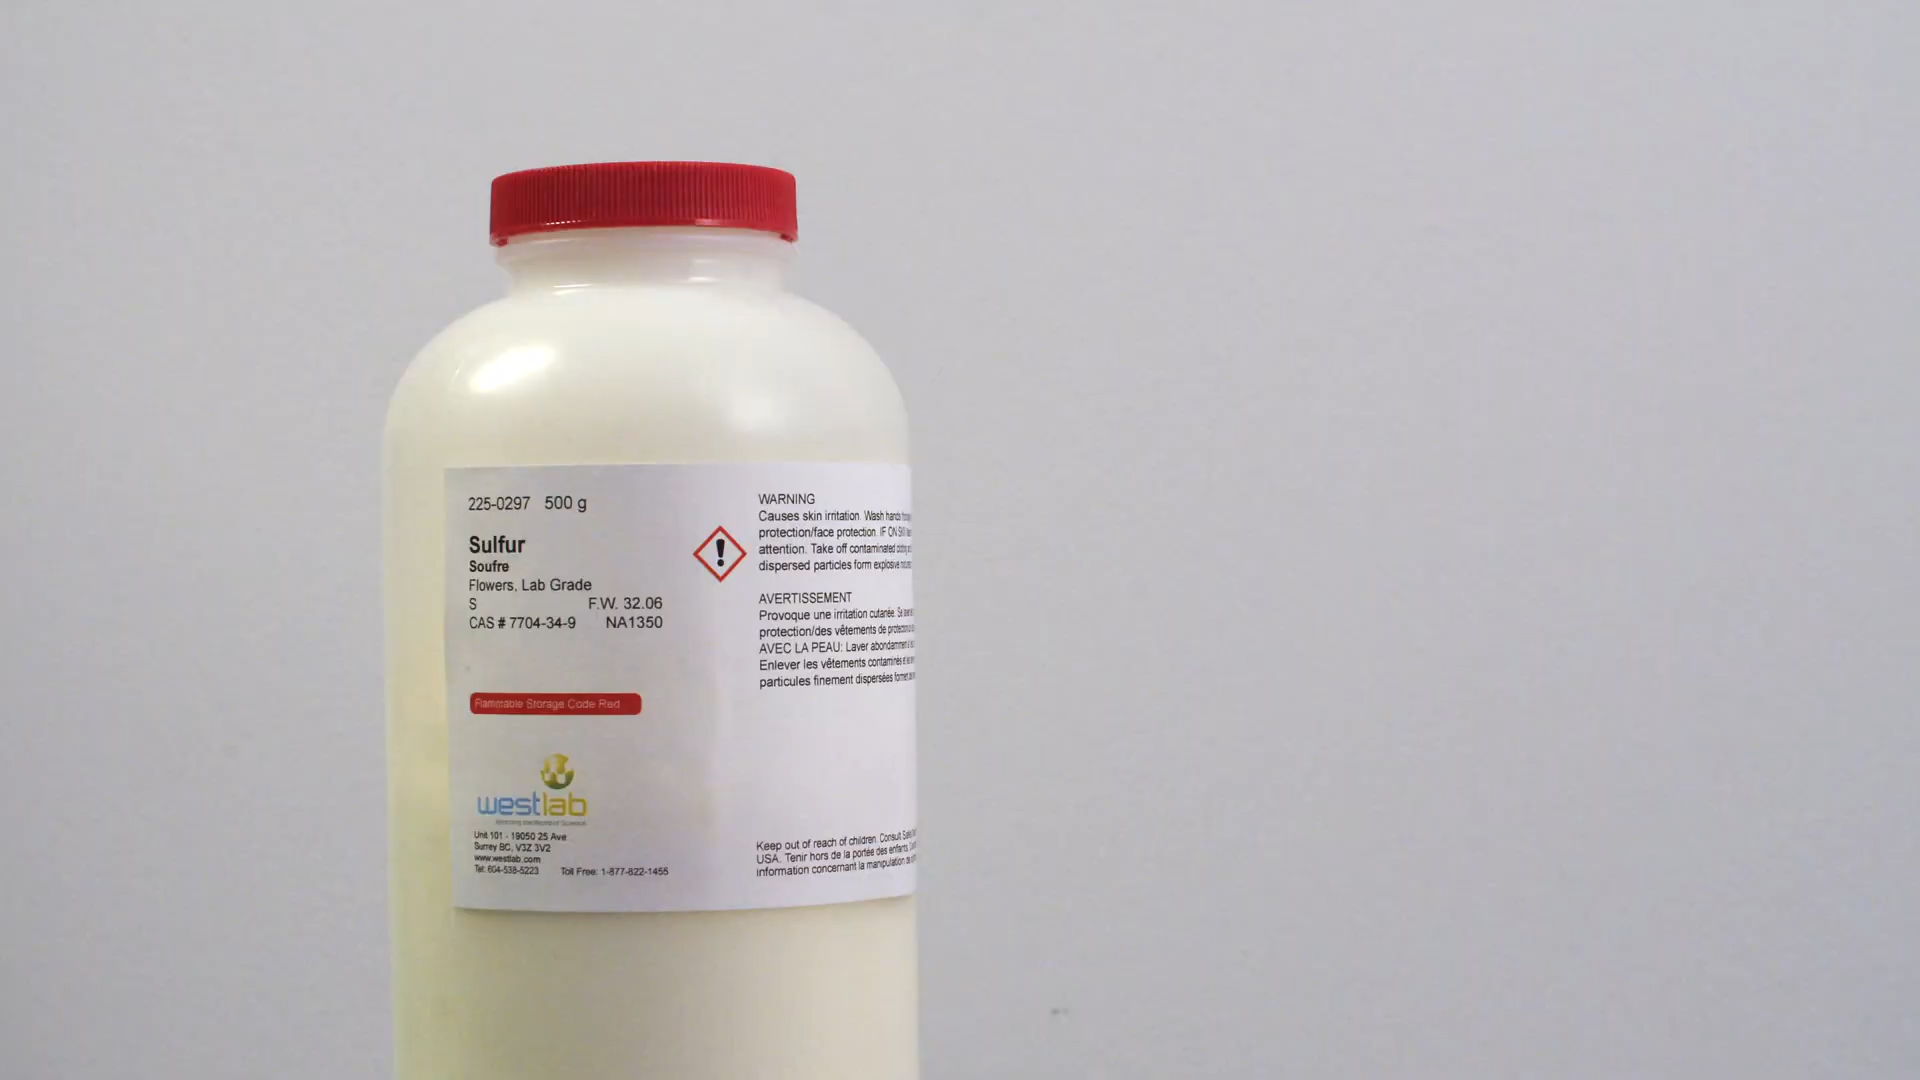 225-0297 500 g
Sulfur
Soufre
Flowers, Lab Grade
S F.W. 32.06
CAS # 7704-34-9 NA1350
Flammable Storage Code Red
westlab
Unit 101 - 19050 25 Ave
Surrey BC, V3Z 3V2
www.westlab.com
Tel: 604-538-5223 Toll Free: 1-877-822-1455
WARNING
Causes skin irritation. Wash hands
protection/face protection. IF ON SKIN
attention. Take off contaminated
dispersed particles form explosive
AVERTISSEMENT
Provoque une irritation cutanée. Se
protection/des vêtements de protection
AVEC LA PEAU: Laver abondamment
Enlever les vêtements contaminés et
particules finement dispersées forment
Keep out of reach of children. Consult
USA. Tenir hors de la portée des enfants.
information concernant la manipulation